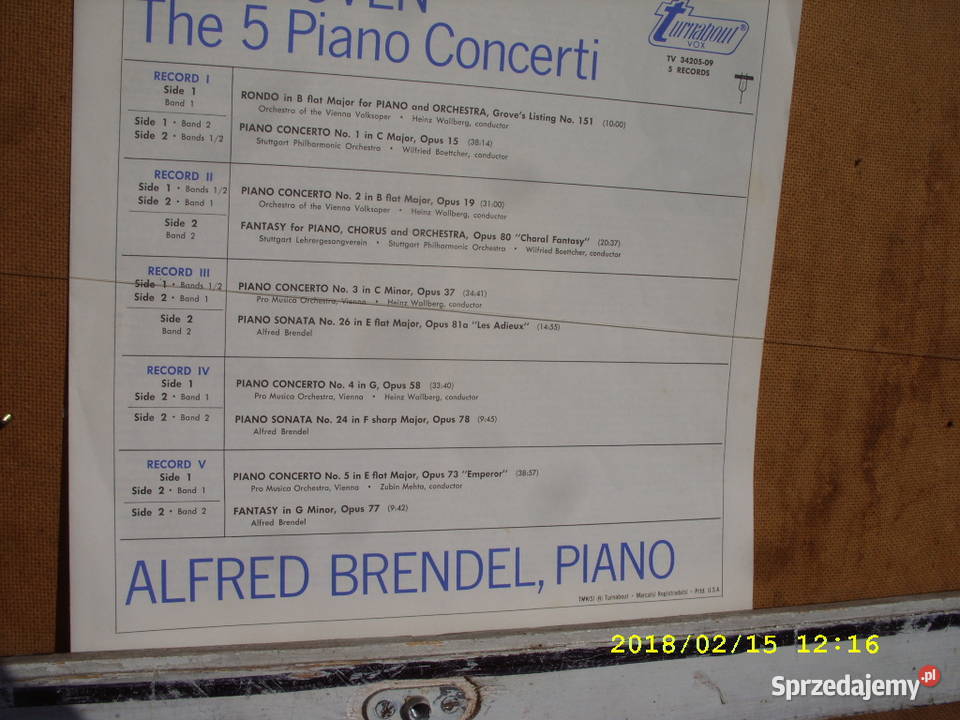 The 5 Piano Concerti
turnabout®
VOX
TV 34205-09
5 RECORDS
RECORD I
Side 1
Band 1
RONDO in B flat Major for PIANO and ORCHESTRA, Grove's Listing No. 151 (10:00)
Orchestra of the Vienna Volksoper • Heinz Wallberg, conductor
Side 1 • Band 2
Side 2 • Bands 1/2
PIANO CONCERTO No. 1 in C Major, Opus 15 (38:14)
Stuttgart Philharmonic Orchestra • Wilfried Boettcher, conductor
RECORD II
Side 1 • Bands 1/2
Side 2 • Band 1
PIANO CONCERTO No. 2 in B flat Major, Opus 19 (31:00)
Orchestra of the Vienna Volksoper • Heinz Wallberg, conductor
Side 2
Band 2
FANTASY for PIANO, CHORUS and ORCHESTRA, Opus 80 "Choral Fantasy" (20:37)
Stuttgart Lehrergesangverein • Stuttgart Philharmonic Orchestra • Wilfried Boettcher, conductor
RECORD III
Side 1 • Bands 1/2
Side 2 • Band 1
PIANO CONCERTO No. 3 in C Minor, Opus 37 (34:41)
Pro Musica Orchestra, Vienna • Heinz Wallberg, conductor
Side 2
Band 2
PIANO SONATA No. 26 in E flat Major, Opus 81a "Les Adieux" (14:55)
Alfred Brendel
RECORD IV
Side 1
Side 2 • Band 1
PIANO CONCERTO No. 4 in G, Opus 58 (33:40)
Pro Musica Orchestra, Vienna • Heinz Wallberg, conductor
Side 2 • Band 2
PIANO SONATA No. 24 in F sharp Major, Opus 78 (9:45)
Alfred Brendel
RECORD V
Side 1
Side 2 • Band 1
PIANO CONCERTO No. 5 in E flat Major, Opus 73 "Emperor" (38:57)
Pro Musica Orchestra, Vienna • Zubin Mehta, conductor
Side 2 • Band 2
FANTASY in G Minor, Opus 77 (9:42)
Alfred Brendel
ALFRED BRENDEL, PIANO
Turnabout - Marca(s) Registrada(s) - Prtd. U.S.A
2018/02/15 12:16
Sprzedajemy.pl